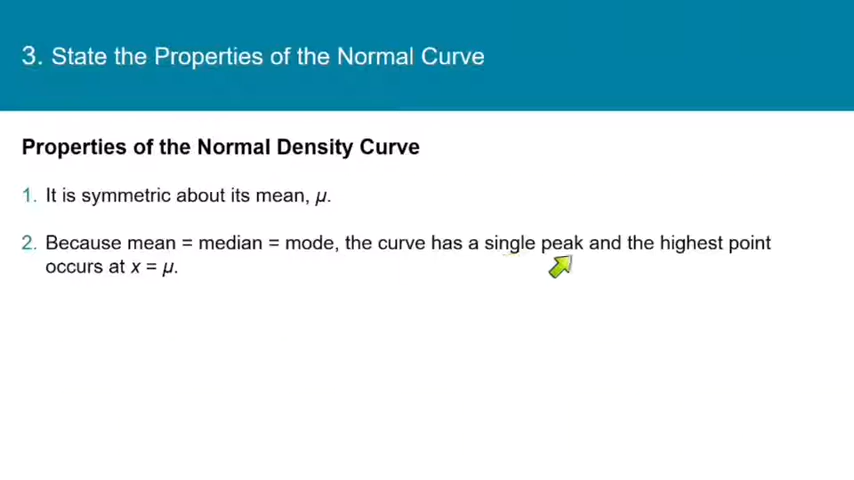 3. State the Properties of the Normal Curve
Properties of the Normal Density Curve
1. It is symmetric about its mean, μ.
2. Because mean = median = mode, the curve has a single peak and the highest point
occurs at x = μ.